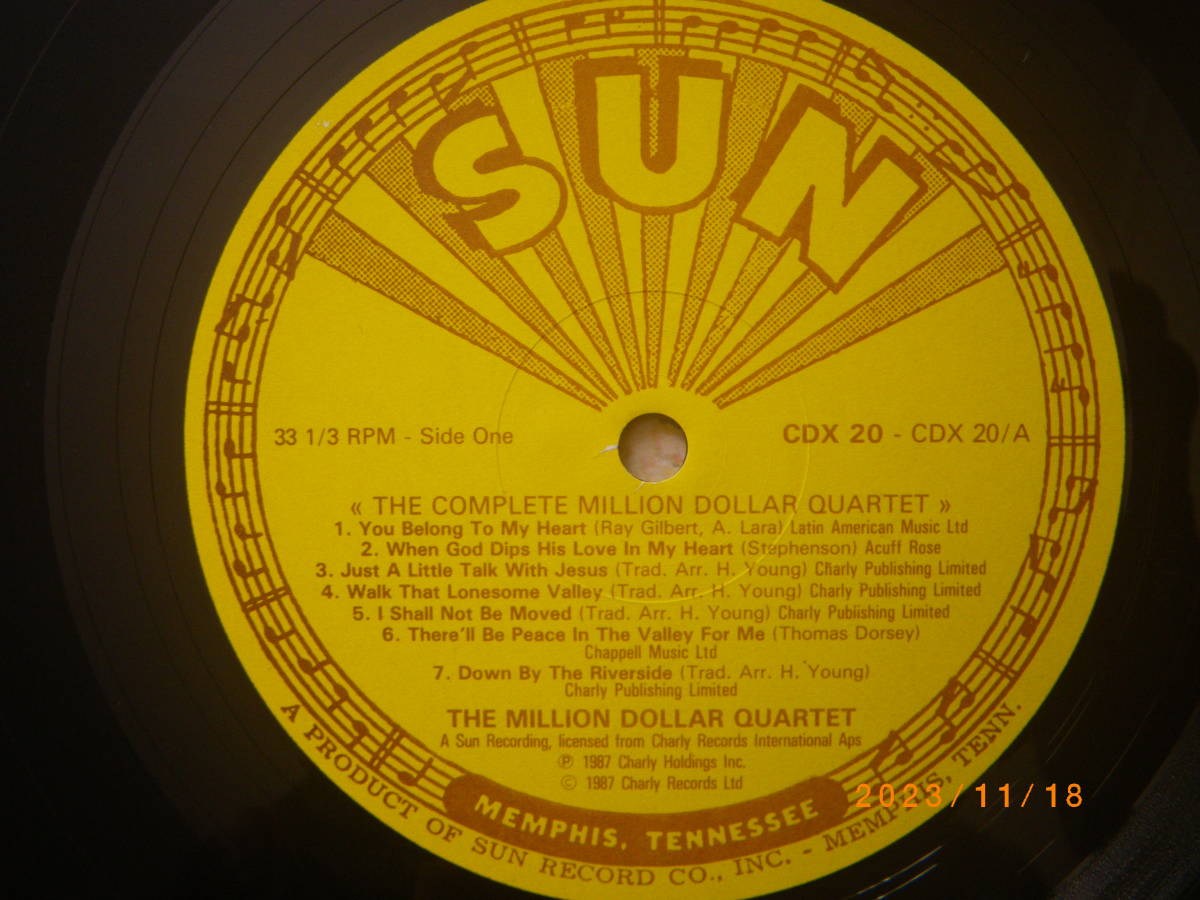 SUN
33 1/3 RPM - Side One
CDX 20 - CDX 20/A
« THE COMPLETE MILLION DOLLAR QUARTET »
1. You Belong To My Heart (Ray Gilbert, A. Lara) Latin American Music Ltd
2. When God Dips His Love In My Heart (Stephenson) Acuff Rose
3. Just A Little Talk With Jesus (Trad. Arr. H. Young) Charly Publishing Limited
4. Walk That Lonesome Valley (Trad. Arr. H. Young) Charly Publishing Limited
5. I Shall Not Be Moved (Trad. Arr. H. Young) Charly Publishing Limited
6. There'll Be Peace In The Valley For Me (Thomas Dorsey)
Chappell Music Ltd
7. Down By The Riverside (Trad. Arr. H. Young)
Charly Publishing Limited
THE MILLION DOLLAR QUARTET
A Sun Recording, licensed from Charly Records International Aps
℗ 1987 Charly Holdings Inc.
© 1987 Charly Records Ltd
MEMPHIS, TENNESSEE
A PRODUCT OF SUN RECORD CO., INC. - MEMPHIS, TENN.
2023/11/18